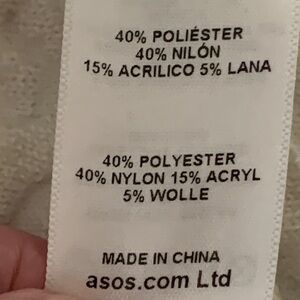 40% POLIÉSTER
40% NILÓN
15% ACRILICO 5% LANA
40% POLYESTER
40% NYLON 15% ACRYL
5% WOLLE
MADE IN CHINA
asos.com Ltd